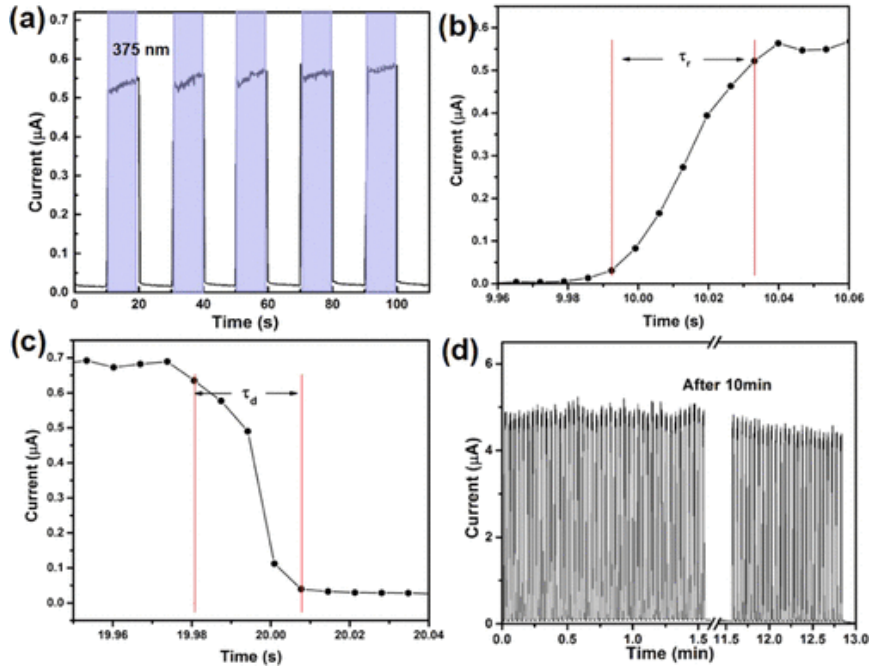 (a)
0.7
0.6
0.5
0.4
0.3
0.2
0.1
0.0
Current (μA)
375 nm
0 20 40 60 80 100
Time (s)
(b)
0.6
0.5
0.4
0.3
0.2
0.1
0.0
Current (μA)
τr
9.96 9.98 10.00 10.02 10.04 10.06
Time (s)
(c)
0.7
0.6
0.5
0.4
0.3
0.2
0.1
0.0
Current (μA)
τd
19.96 19.98 20.00 20.02 20.04
Time (s)
(d)
6
4
2
0
Current (μA)
After 10min
0.0 0.5 1.0 1.5 11.5 12.0 12.5 13.0
Time (min)